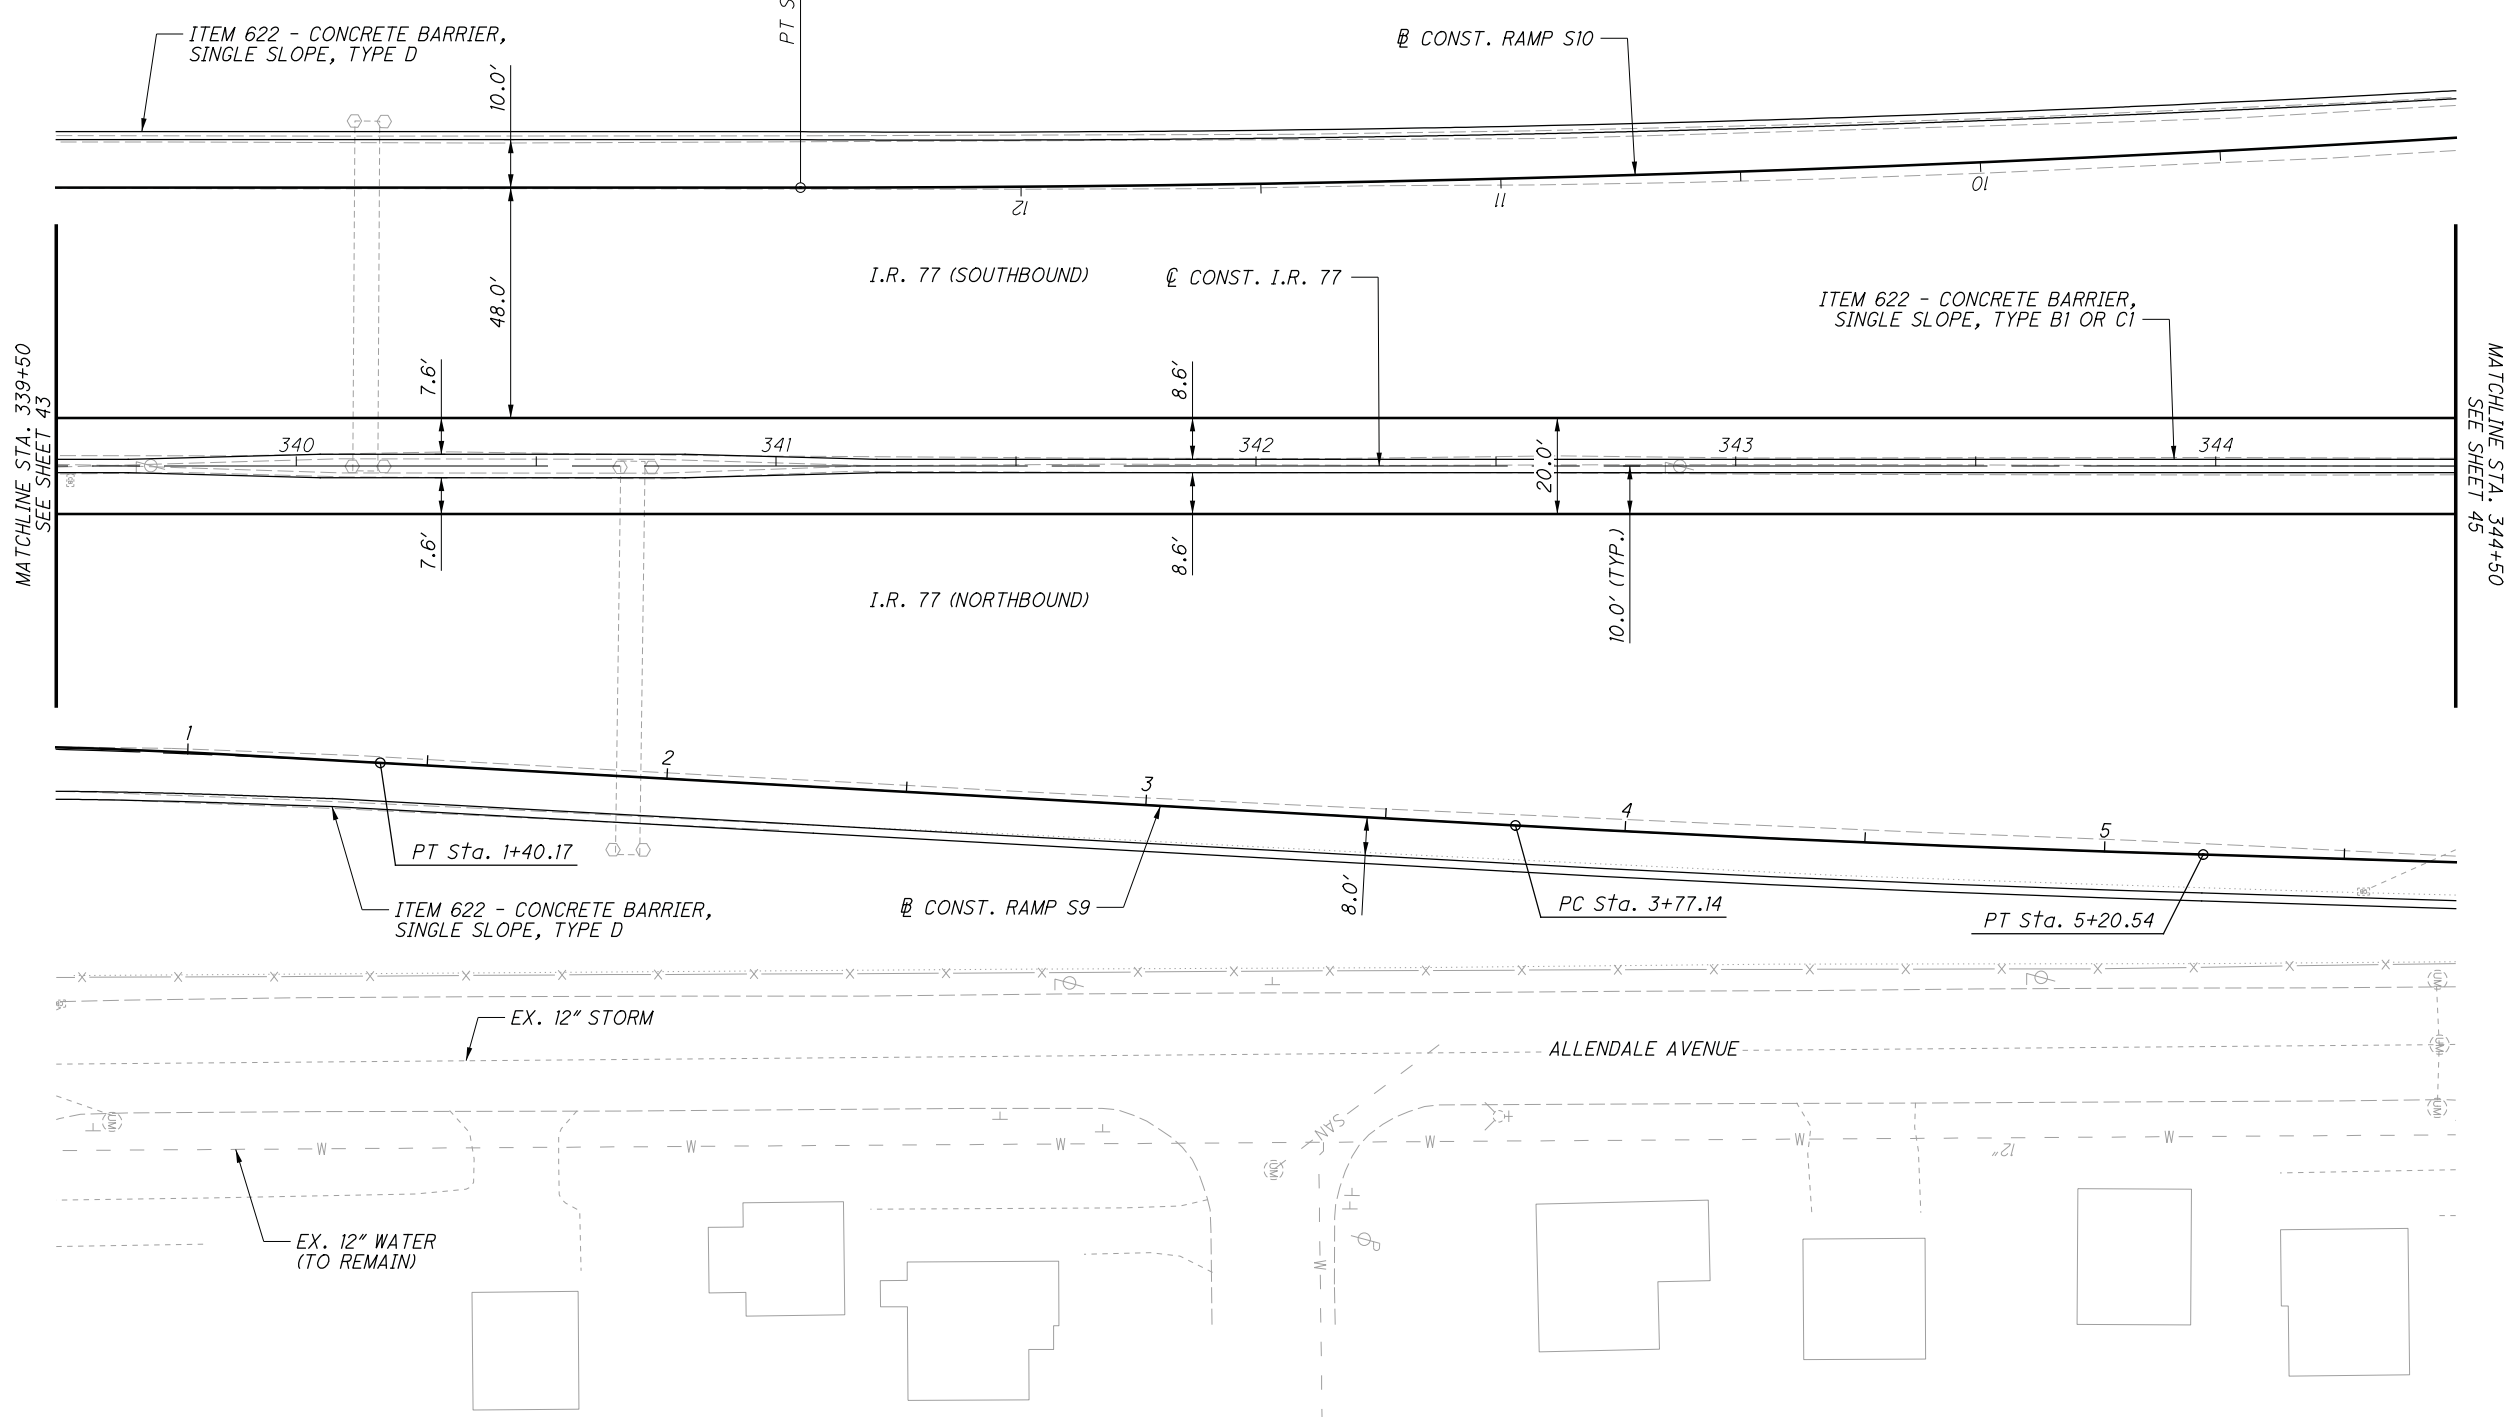 PT S
ITEM 622 - CONCRETE BARRIER,
SINGLE SLOPE, TYPE D
10.0'
℄ CONST. RAMP S10
12
11
10
48.0'
I.R. 77 (SOUTHBOUND)
℄ CONST. I.R. 77
ITEM 622 - CONCRETE BARRIER,
SINGLE SLOPE, TYPE B1 OR C1
MATCHLINE STA. 339+50
SEE SHEET 43
MATCHLINE STA. 344+50
SEE SHEET 45
7.6'
8.6'
340
341
342
343
344
20.0'
7.6'
8.6'
10.0' (TYP.)
I.R. 77 (NORTHBOUND)
1
2
3
4
5
PT Sta. 1+40.17
ITEM 622 - CONCRETE BARRIER,
SINGLE SLOPE, TYPE D
℄ CONST. RAMP S9
8.0'
PC Sta. 3+77.14
PT Sta. 5+20.54
EX. 12" STORM
ALLENDALE AVENUE
SAN
W
W
W
W
W
W
W
12"
EX. 12" WATER
(TO REMAIN)